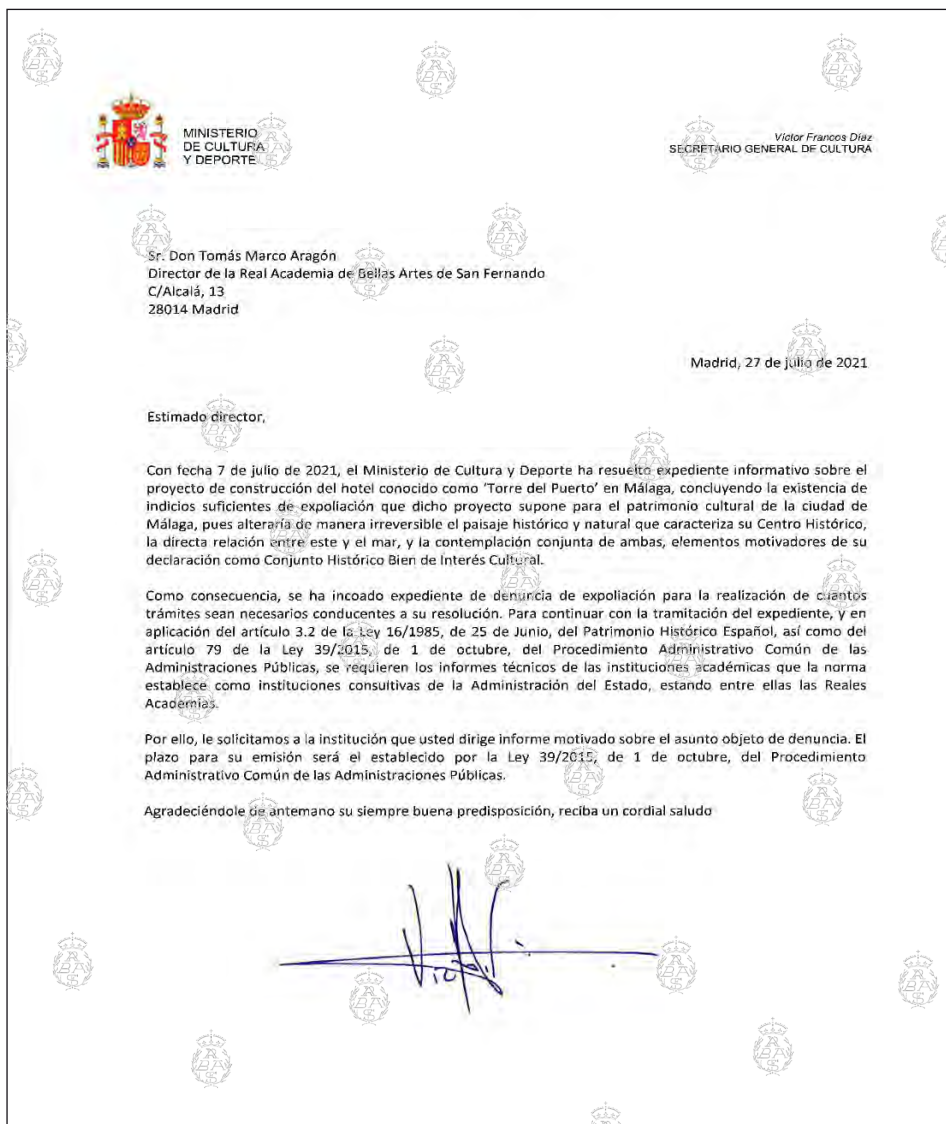 MINISTERIO
DE CULTURA
Y DEPORTE
Víctor Francos Díaz
SECRETARIO GENERAL DE CULTURA
Sr. Don Tomás Marco Aragón
Director de la Real Academia de Bellas Artes de San Fernando
C/Alcalá, 13
28014 Madrid
Madrid, 27 de julio de 2021
Estimado director,
Con fecha 7 de julio de 2021, el Ministerio de Cultura y Deporte ha resuelto expediente informativo sobre el
proyecto de construcción del hotel conocido como 'Torre del Puerto' en Málaga, concluyendo la existencia de
indicios suficientes de expoliación que dicho proyecto supone para el patrimonio cultural de la ciudad de
Málaga, pues alteraría de manera irreversible el paisaje histórico y natural que caracteriza su Centro Histórico,
la directa relación entre este y el mar, y la contemplación conjunta de ambas, elementos motivadores de su
declaración como Conjunto Histórico Bien de Interés Cultural.
Como consecuencia, se ha incoado expediente de denuncia de expoliación para la realización de cuantos
trámites sean necesarios conducentes a su resolución. Para continuar con la tramitación del expediente, y en
aplicación del artículo 3.2 de la Ley 16/1985, de 25 de Junio, del Patrimonio Histórico Español, así como del
artículo 79 de la Ley 39/2015, de 1 de octubre, del Procedimiento Administrativo Común de las
Administraciones Públicas, se requieren los informes técnicos de las instituciones académicas que la norma
establece como instituciones consultivas de la Administración del Estado, estando entre ellas las Reales
Academias.
Por ello, le solicitamos a la institución que usted dirige informe motivado sobre el asunto objeto de denuncia. El
plazo para su emisión será el establecido por la Ley 39/2015, de 1 de octubre, del Procedimiento
Administrativo Común de las Administraciones Públicas.
Agradeciéndole de antemano su siempre buena predisposición, reciba un cordial saludo